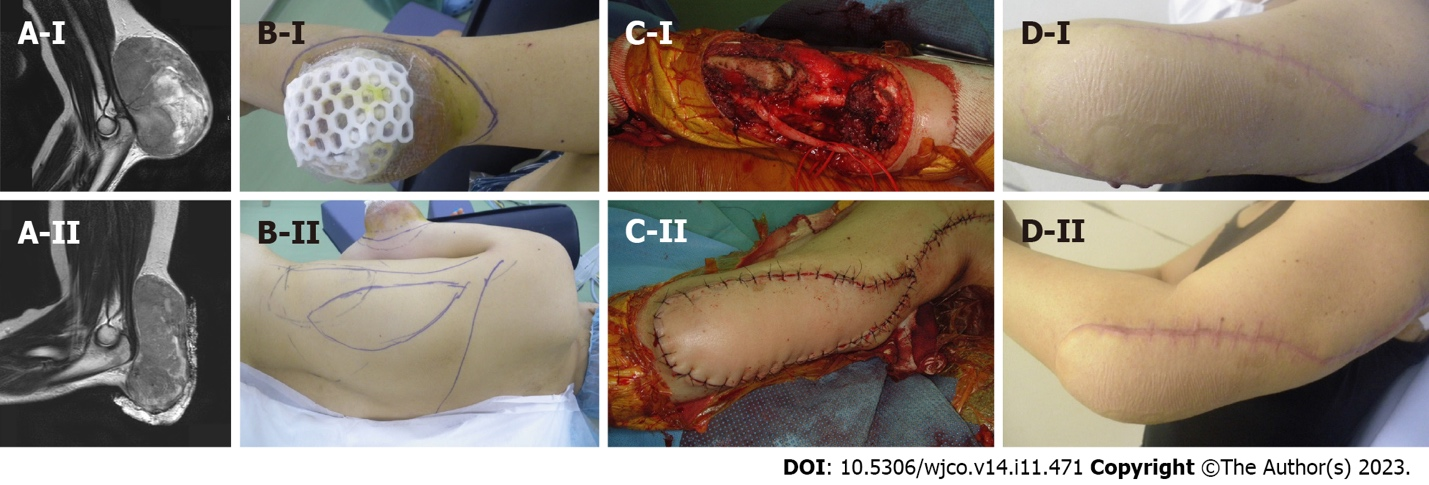 A-I
B-I
C-I
D-I
A-II
B-II
C-II
D-II
DOI: 10.5306/wjco.v14.i11.471 Copyright ©The Author(s) 2023.